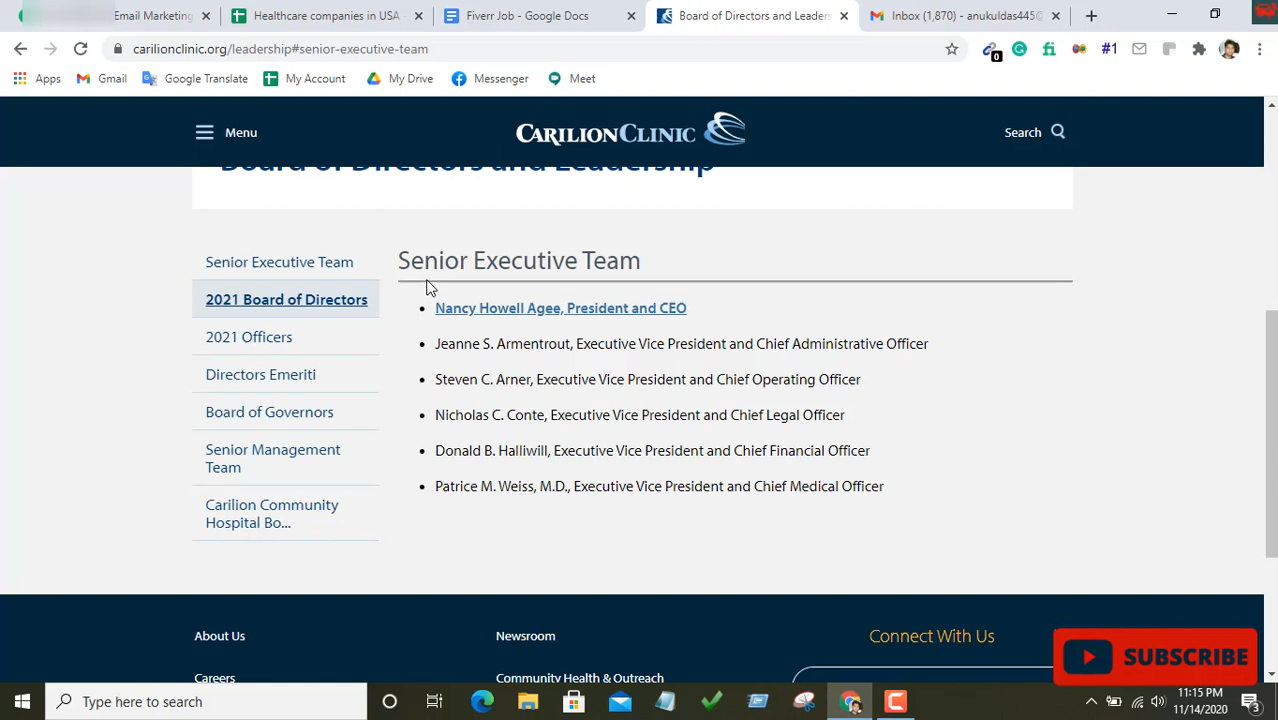 Email Marketing
Healthcare companies in USA
Fiverr Job - Google Docs
Board of Directors and Leaders
Inbox (1,870) - anukuldas445@
carilionclinic.org/leadership#senior-executive-team
0
#1
Apps
Gmail
Google Translate
My Account
My Drive
Messenger
Meet
Menu
CARILIONCLINIC
Search
Board of Directors and Leadership
Senior Executive Team
2021 Board of Directors
2021 Officers
Directors Emeriti
Board of Governors
Senior Management
Team
Carilion Community
Hospital Bo...
Senior Executive Team
• Nancy Howell Agee, President and CEO
• Jeanne S. Armentrout, Executive Vice President and Chief Administrative Officer
• Steven C. Arner, Executive Vice President and Chief Operating Officer
• Nicholas C. Conte, Executive Vice President and Chief Legal Officer
• Donald B. Halliwill, Executive Vice President and Chief Financial Officer
• Patrice M. Weiss, M.D., Executive Vice President and Chief Medical Officer
About Us
Newsroom
Connect With Us
Careers
Community Health & Outreach
SUBSCRIBE
Type here to search
11:15 PM
11/14/2020
3